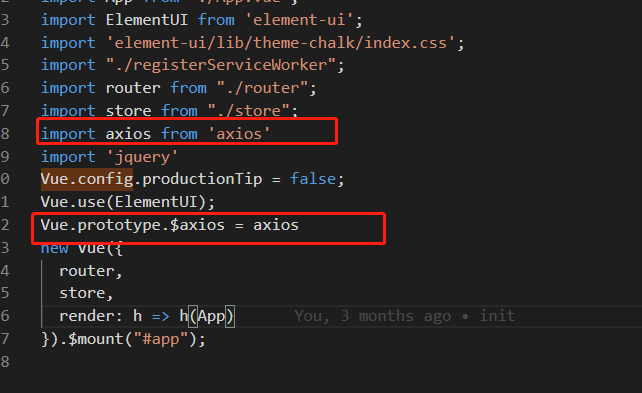 2 import App from "./App.vue";
3 import ElementUI from 'element-ui';
4 import 'element-ui/lib/theme-chalk/index.css';
5 import "./registerServiceWorker";
6 import router from "./router";
7 import store from "./store";
8 import axios from 'axios'
9 import 'jquery'
0 Vue.config.productionTip = false;
1 Vue.use(ElementUI);
2 Vue.prototype.$axios = axios
3 new Vue({
4 router,
5 store,
6 render: h => h(App) You, 3 months ago • init
7 }).$mount("#app");
8